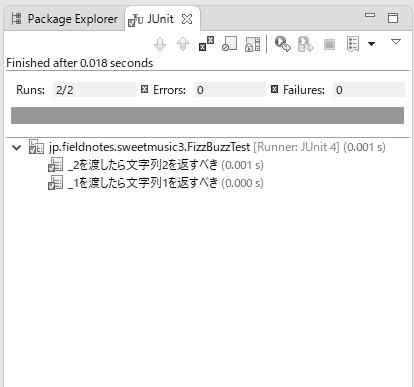 Package Explorer JUnit
Finished after 0.018 seconds
Runs: 2/2 Errors: 0 Failures: 0
jp.fieldnotes.sweetmusic3.FizzBuzzTest [Runner: JUnit 4] (0.001 s)
_2を渡したら文字列2を返すべき (0.001 s)
_1を渡したら文字列1を返すべき (0.000 s)